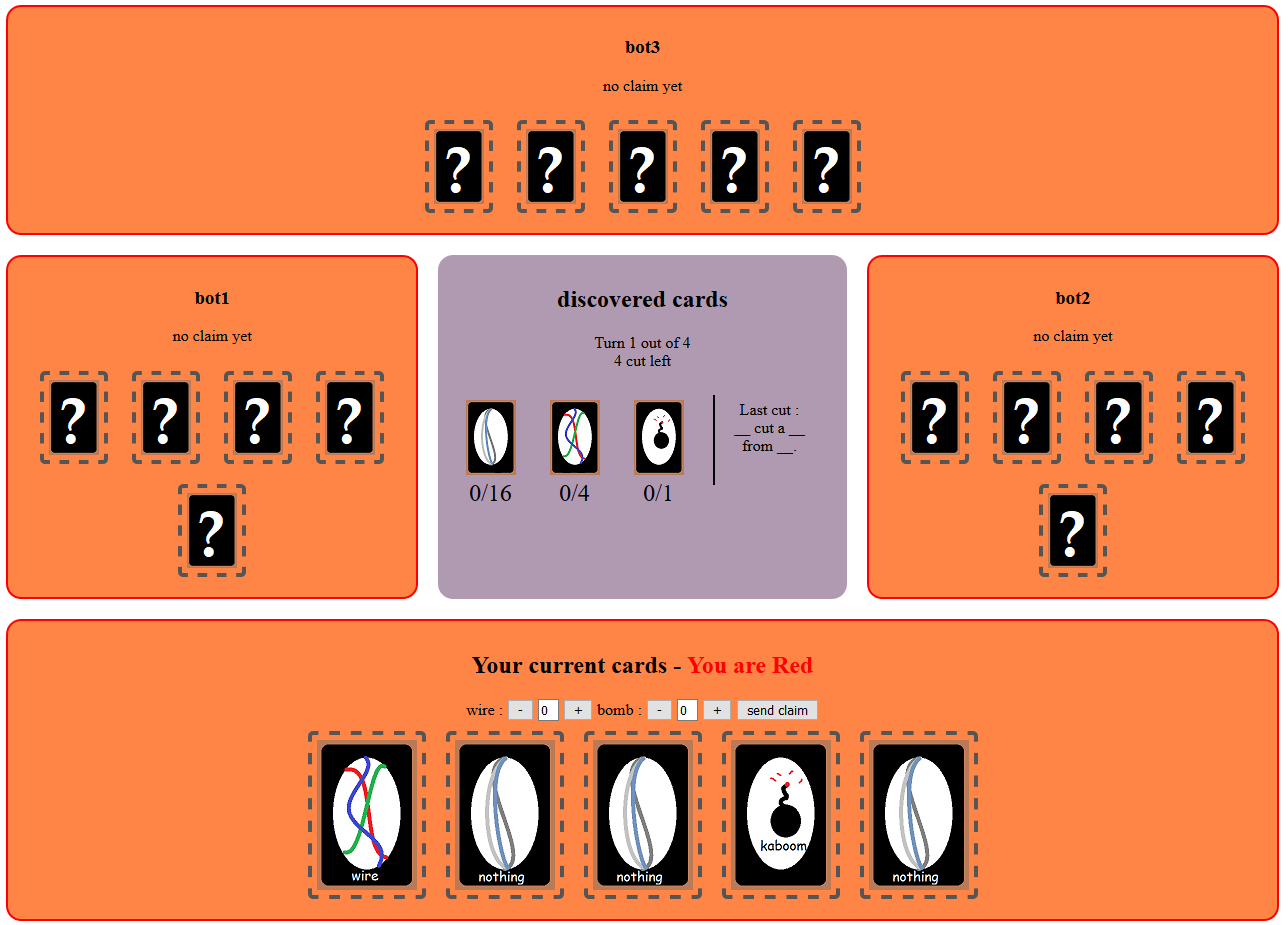 bot3
no claim yet
? ? ? ? ?
bot1
no claim yet
? ? ? ?
?
discovered cards
Turn 1 out of 4
4 cut left
0/16 0/4 0/1
Last cut :
__ cut a __
from __.
bot2
no claim yet
? ? ? ?
?
Your current cards - You are Red
wire : - 0 + bomb : - 0 + send claim
kaboom
wire nothing nothing nothing